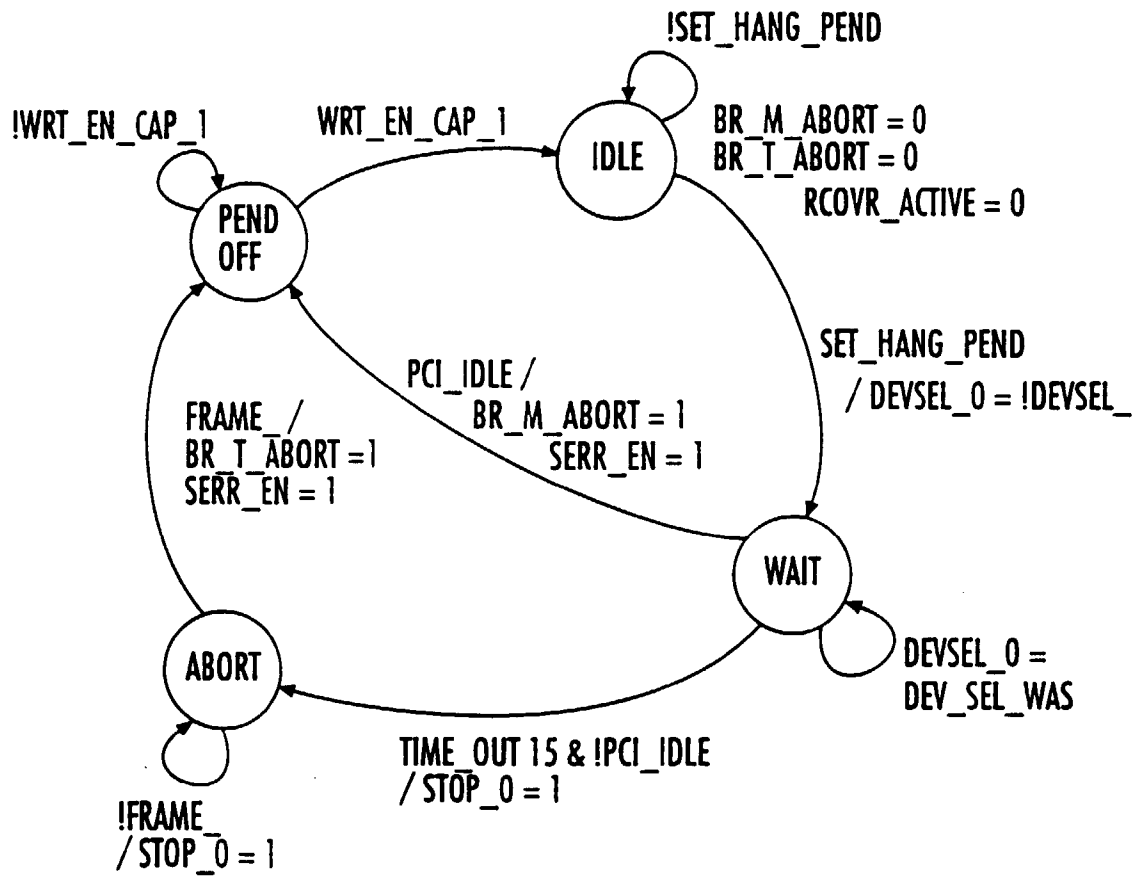 !SET_HANG_PEND
!WRT_EN_CAP_1
WRT_EN_CAP_1
IDLE
BR_M_ABORT = 0
BR_T_ABORT = 0
RCOVR_ACTIVE = 0
PEND
OFF
SET_HANG_PEND
/ DEVSEL_0 = !DEVSEL_
PCI_IDLE /
BR_M_ABORT = 1
SERR_EN = 1
FRAME_ /
BR_T_ABORT =1
SERR_EN = 1
WAIT
ABORT
DEVSEL_0 =
DEV_SEL_WAS
TIME_OUT 15 & !PCI_IDLE
/ STOP_0 = 1
!FRAME_
/ STOP_0 = 1